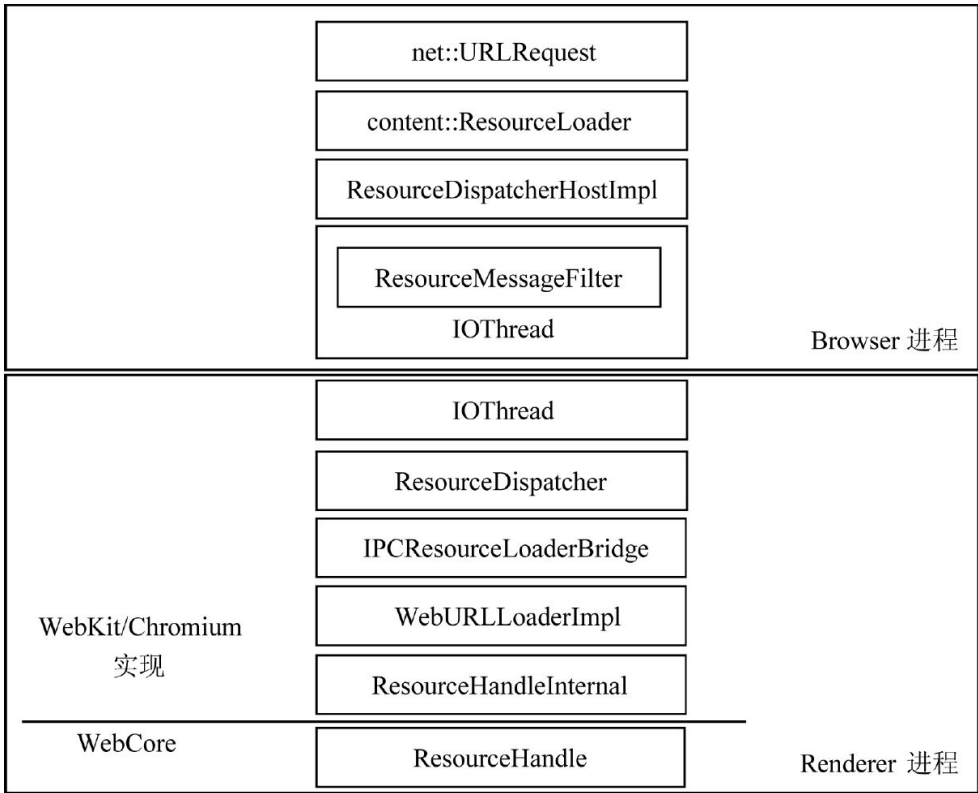 net::URLRequest
content::ResourceLoader
ResourceDispatcherHostImpl
ResourceMessageFilter
IOThread
Browser 进程
IOThread
ResourceDispatcher
IPCResourceLoaderBridge
WebURLLoaderImpl
WebKit/Chromium
实现
ResourceHandleInternal
WebCore
ResourceHandle
Renderer 进程